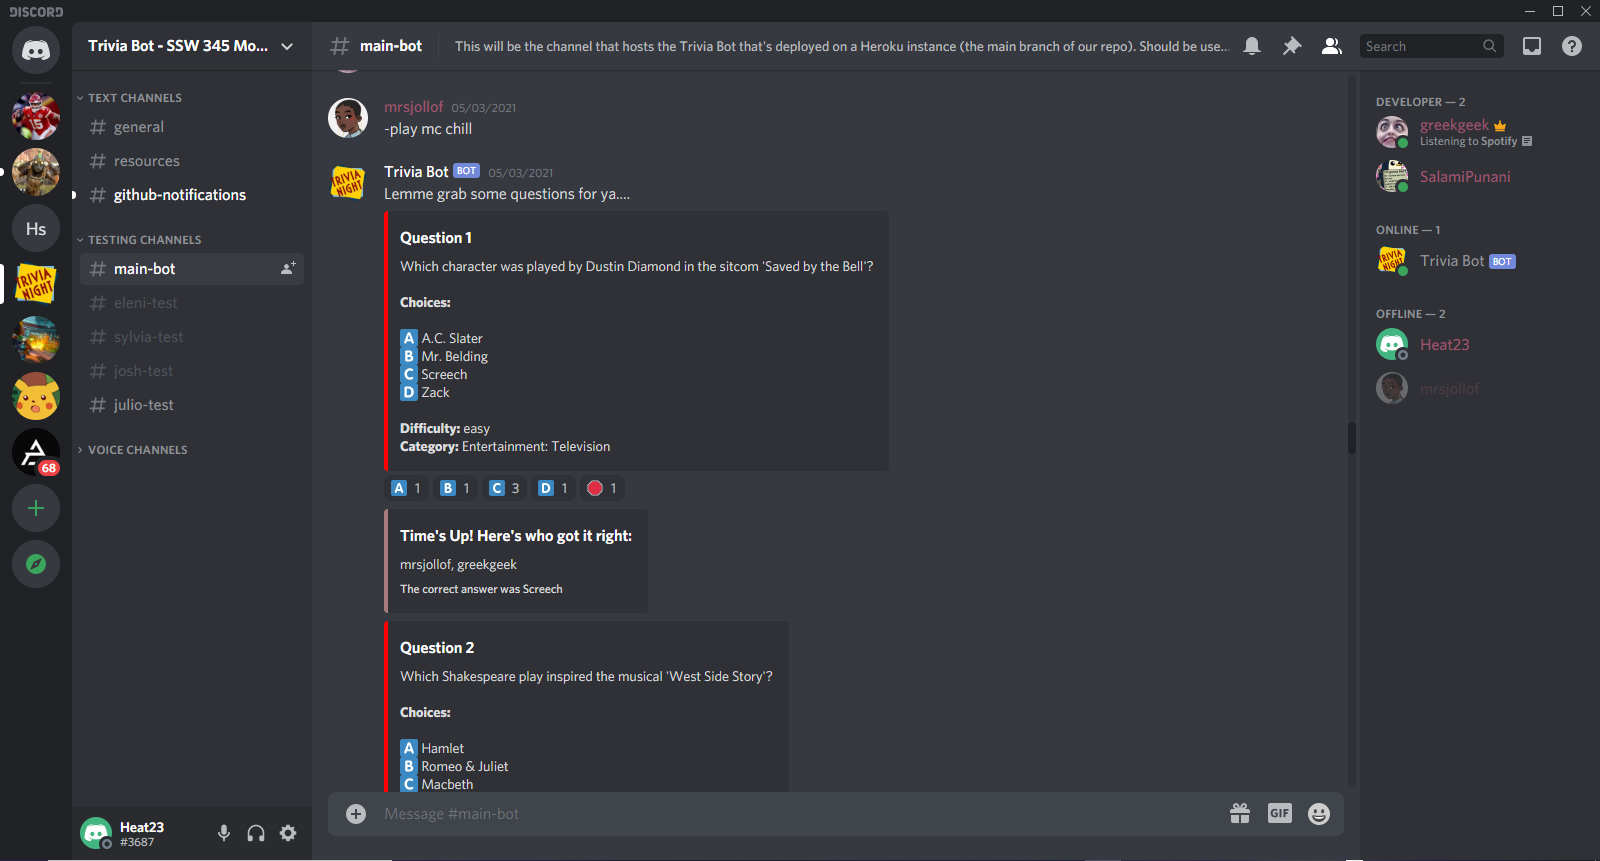 DISCORD
Trivia Bot - SSW 345 Mo...
main-bot
This will be the channel that hosts the Trivia Bot that's deployed on a Heroku instance (the main branch of our repo). Should be use...
Search
TEXT CHANNELS
general
resources
github-notifications
TESTING CHANNELS
main-bot
eleni-test
sylvia-test
josh-test
julio-test
VOICE CHANNELS
Hs
TRIVIA
NIGHT
68
Heat23
#3687
mrsjollof 05/03/2021
-play mc chill
TRIVIA
NIGHT
Trivia Bot BOT 05/03/2021
Lemme grab some questions for ya....
Question 1
Which character was played by Dustin Diamond in the sitcom 'Saved by the Bell'?
Choices:
A A.C. Slater
B Mr. Belding
C Screech
D Zack
Difficulty: easy
Category: Entertainment: Television
A 1 B 1 C 3 D 1 1
Time's Up! Here's who got it right:
mrsjollof, greekgeek
The correct answer was Screech
Question 2
Which Shakespeare play inspired the musical 'West Side Story'?
Choices:
A Hamlet
B Romeo & Juliet
C Macbeth
Message #main-bot
GIF
DEVELOPER — 2
greekgeek
Listening to Spotify
SalamiPunani
ONLINE — 1
TRIVIA
NIGHT
Trivia Bot BOT
OFFLINE — 2
Heat23
mrsjollof